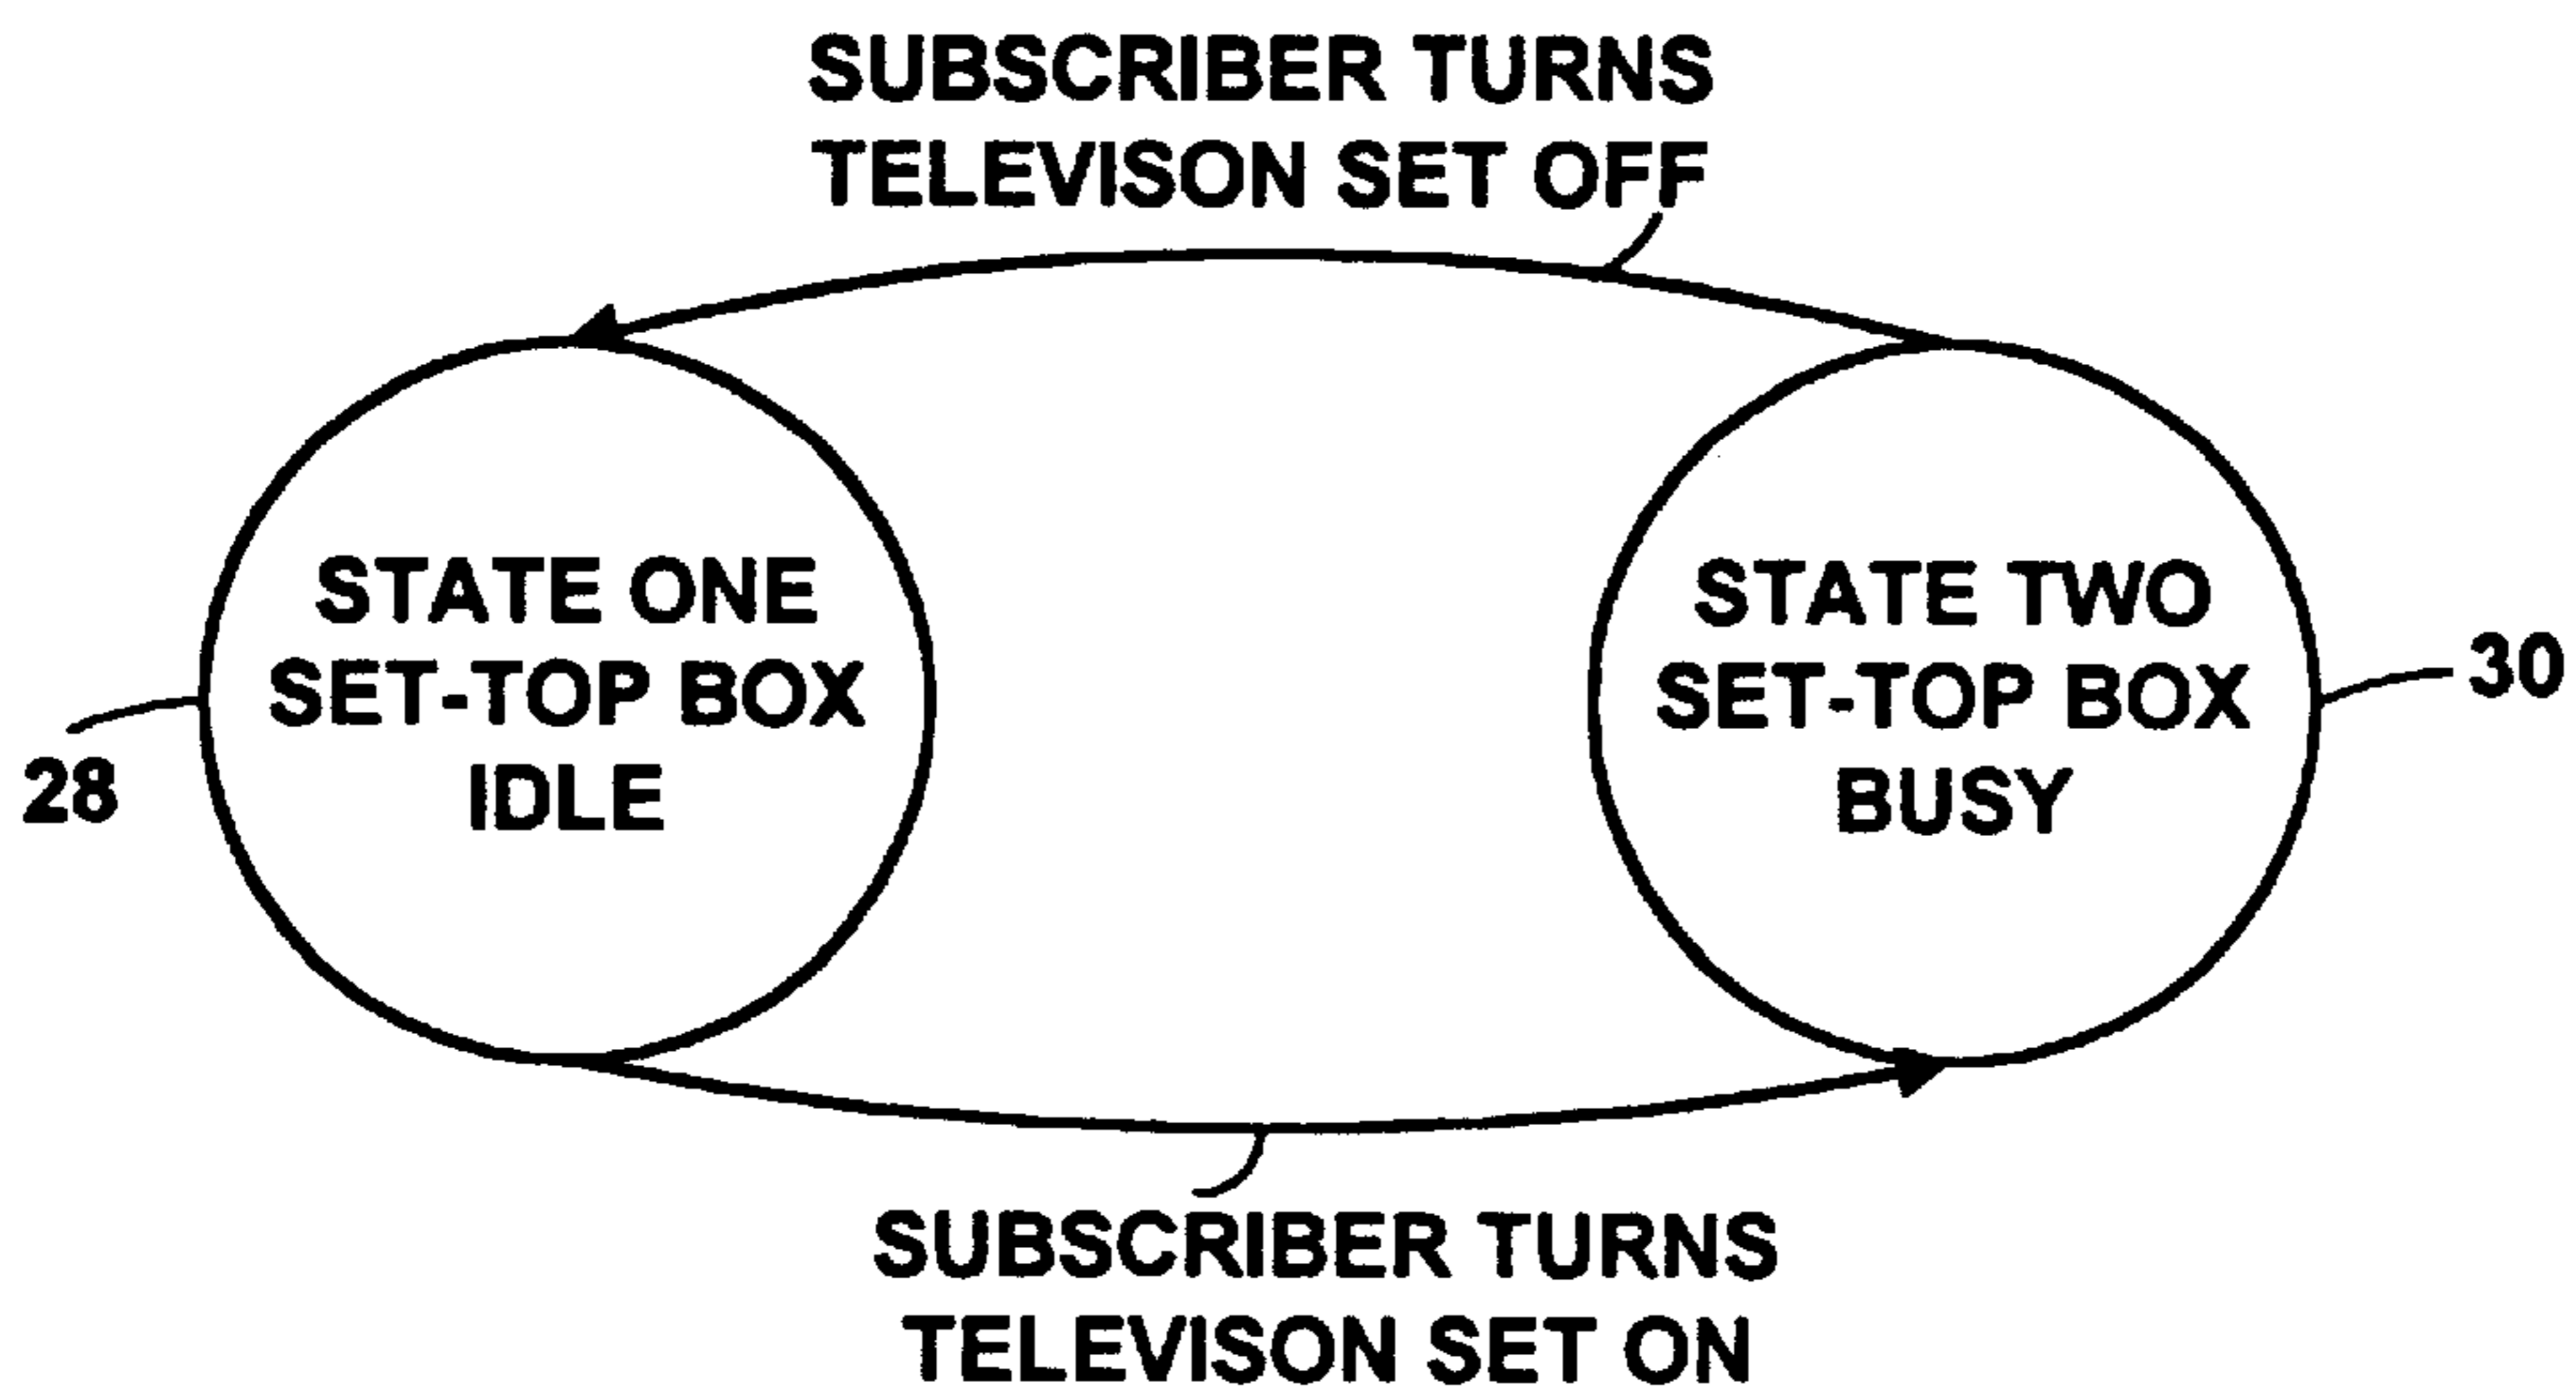 SUBSCRIBER TURNS
TELEVISON SET OFF
STATE ONE
SET-TOP BOX
IDLE
28
STATE TWO
SET-TOP BOX
BUSY
30
SUBSCRIBER TURNS
TELEVISON SET ON